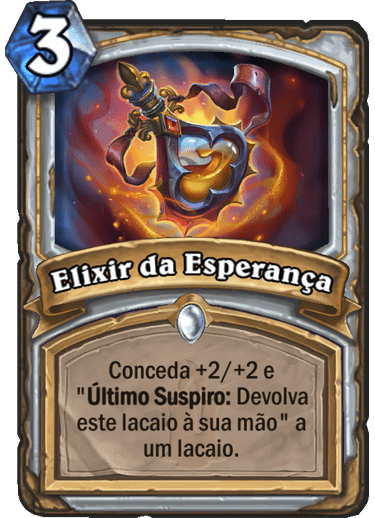 3
Elixir da Esperança
Conceda +2/+2 e
"Último Suspiro: Devolva
este lacaio à sua mão" a
um lacaio.